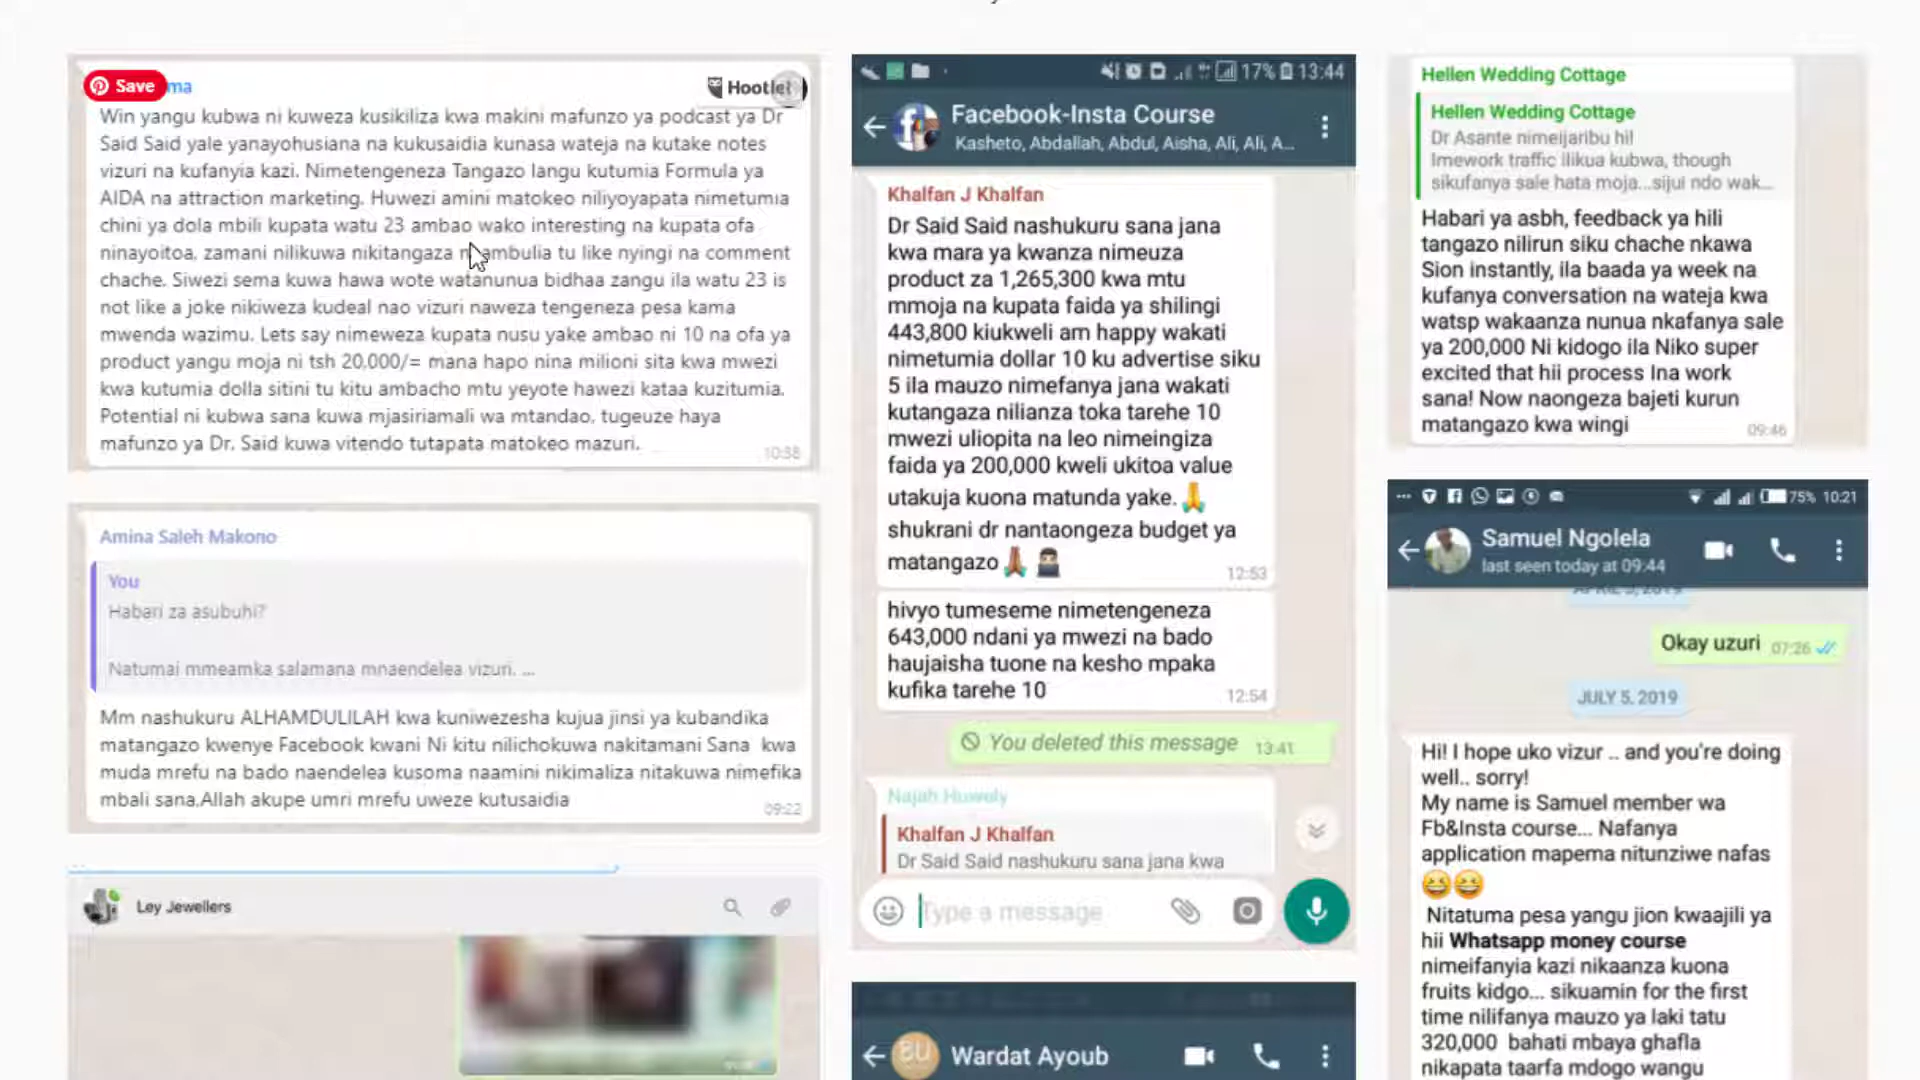 Save
ma
Hootlet
Win yangu kubwa ni kuweza kusikiliza kwa makini mafunzo ya podcast ya Dr
Said Said yale yanayohusiana na kukusaidia kunasa wateja na kutake notes
vizuri na kufanyia kazi. Nimetengeneza Tangazo langu kutumia Formula ya
AIDA na attraction marketing. Huwezi amini matokeo niliyoyapata nimetumia
chini ya dola mbili kupata watu 23 ambao wako interesting na kupata ofa
ninayoitoa, zamani nilikuwa nikitangaza n ambulia tu like nyingi na comment
chache. Siwezi sema kuwa hawa wote watanunua bidhaa zangu ila watu 23 is
not like a joke nikiweza kudeal nao vizuri naweza tengeneza pesa kama
mwenda wazimu. Lets say nimeweza kupata nusu yake ambao ni 10 na ofa ya
product yangu moja ni tsh 20,000/= mana hapo nina milioni sita kwa mwezi
kwa kutumia dolla sitini tu kitu ambacho mtu yeyote hawezi kataa kuzitumia.
Potential ni kubwa sana kuwa mjasiriamali wa mtandao, tugeuze haya
mafunzo ya Dr. Said kuwa vitendo tutapata matokeo mazuri.
10:38
Amina Saleh Makono
You
Habari za asubuhi?
Natumai mmeamka salamana mnaendelea vizuri. ...
Mm nashukuru ALHAMDULILAH kwa kuniwezesha kujua jinsi ya kubandika
matangazo kwenye Facebook kwani Ni kitu nilichokuwa nakitamani Sana kwa
muda mrefu na bado naendelea kusoma naamini nikimaliza nitakuwa nimefika
mbali sana.Allah akupe umri mrefu uweze kutusaidia
09:22
Ley Jewellers
17% 13:44
Facebook-Insta Course
Kasheto, Abdallah, Abdul, Aisha, Ali, Ali, A...
Khalfan J Khalfan
Dr Said Said nashukuru sana jana
kwa mara ya kwanza nimeuza
product za 1,265,300 kwa mtu
mmoja na kupata faida ya shilingi
443,800 kiukweli am happy wakati
nimetumia dollar 10 ku advertise siku
5 ila mauzo nimefanya jana wakati
kutangaza nilianza toka tarehe 10
mwezi uliopita na leo nimeingiza
faida ya 200,000 kweli ukitoa value
utakuja kuona matunda yake.🙏
shukrani dr nantaongeza budget ya
matangazo
12:53
hivyo tumeseme nimetengeneza
643,000 ndani ya mwezi na bado
haujaisha tuone na kesho mpaka
kufika tarehe 10
12:54
You deleted this message 13:41
Najah Huwely
Khalfan J Khalfan
Dr Said Said nashukuru sana jana kwa
Type a message
Wardat Ayoub
Hellen Wedding Cottage
Hellen Wedding Cottage
Dr Asante nimeijaribu hii
Imework traffic ilikua kubwa, though
sikufanya sale hata moja...sijui ndo wak...
Habari ya asbh, feedback ya hili
tangazo nilirun siku chache nkawa
Sion instantly, ila baada ya week na
kufanya conversation na wateja kwa
watsp wakaanza nunua nkafanya sale
ya 200,000 Ni kidogo ila Niko super
excited that hii process Ina work
sana! Now naongeza bajeti kurun
matangazo kwa wingi
09:46
75% 10:21
Samuel Ngolela
last seen today at 09:44
Okay uzuri 07:26
JULY 5, 2019
Hi! I hope uko vizur .. and you're doing
well.. sorry!
My name is Samuel member wa
Fb&Insta course... Nafanya
application mapema nitunziwe nafas
😆😆
Nitatuma pesa yangu jion kwaajili ya
hii Whatsapp money course
nimeifanyia kazi nikaanza kuona
fruits kidgo... sikuamin for the first
time nilifanya mauzo ya laki tatu
320,000 bahati mbaya ghafla
nikapata taarfa mdogo wangu